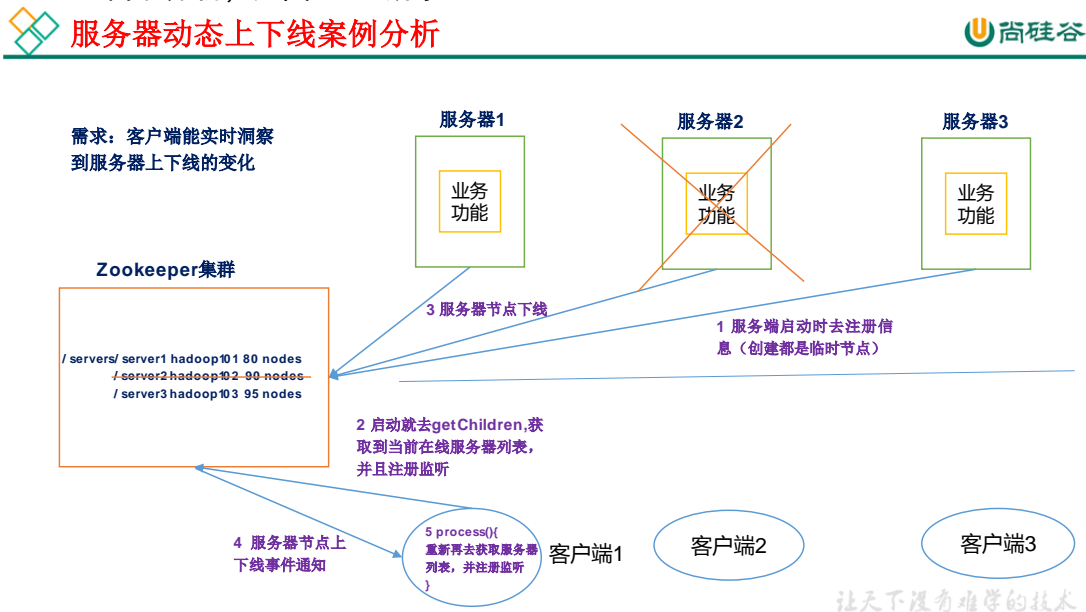 服务器动态上下线案例分析
尚硅谷
需求：客户端能实时洞察
到服务器上下线的变化
服务器1
服务器2
服务器3
业务
功能
业务
功能
业务
功能
Zookeeper集群
3 服务器节点下线
1 服务端启动时去注册信
息（创建都是临时节点）
/ servers/ server1 hadoop101 80 nodes
/ server2 hadoop102 90 nodes
/ server3 hadoop103 95 nodes
2 启动就去getChildren,获
取到当前在线服务器列表，
并且注册监听
4 服务器节点上
下线事件通知
5 process(){
重新再去获取服务器
列表，并注册监听
}
客户端1
客户端2
客户端3
让天下没有难学的技术